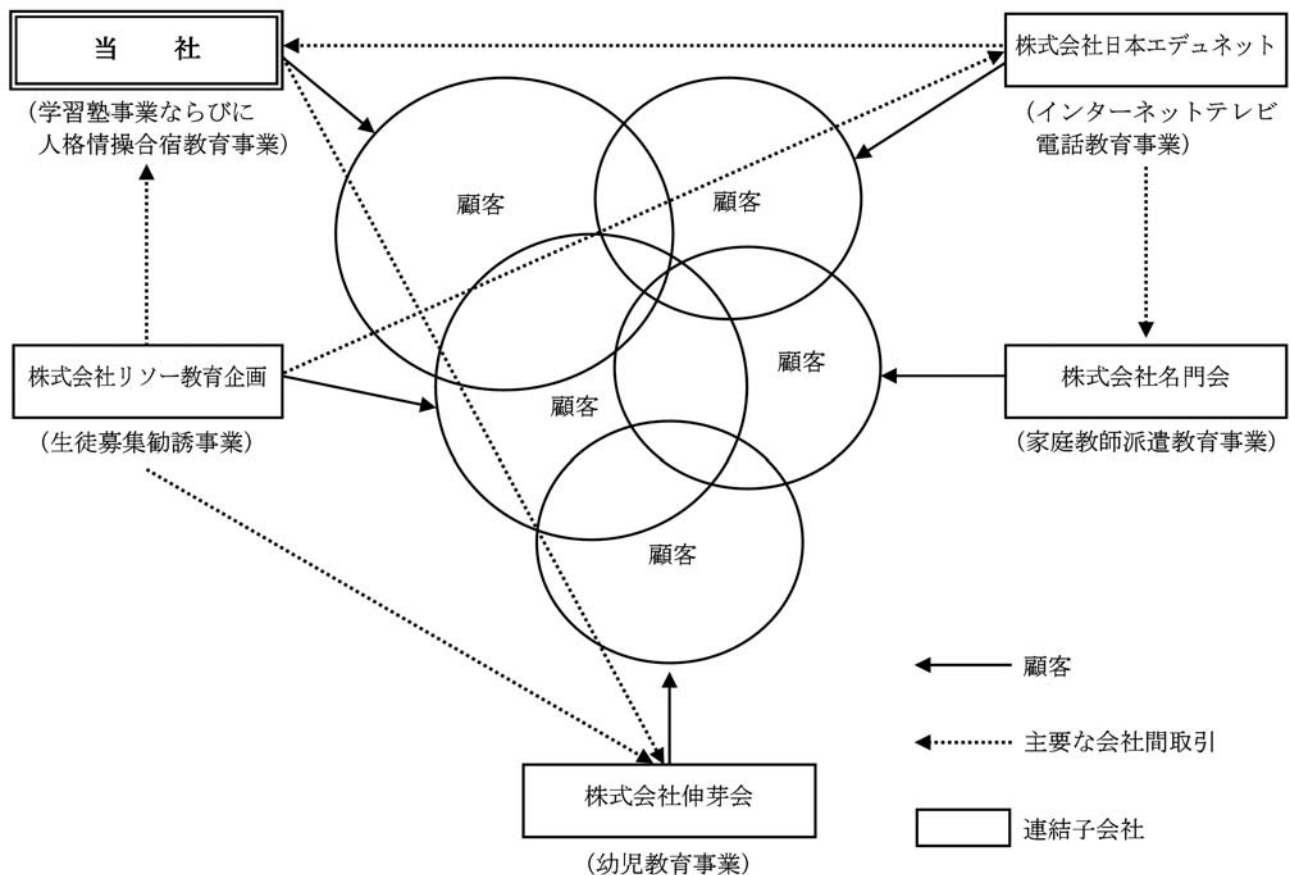 当　　社
(学習塾事業ならびに
人格情操合宿教育事業)
株式会社日本エデュネット
(インターネットテレビ
電話教育事業)
顧客
顧客
株式会社リソー教育企画
(生徒募集勧誘事業)
顧客
顧客
株式会社名門会
(家庭教師派遣教育事業)
顧客
株式会社伸芽会
(幼児教育事業)
顧客
主要な会社間取引
連結子会社